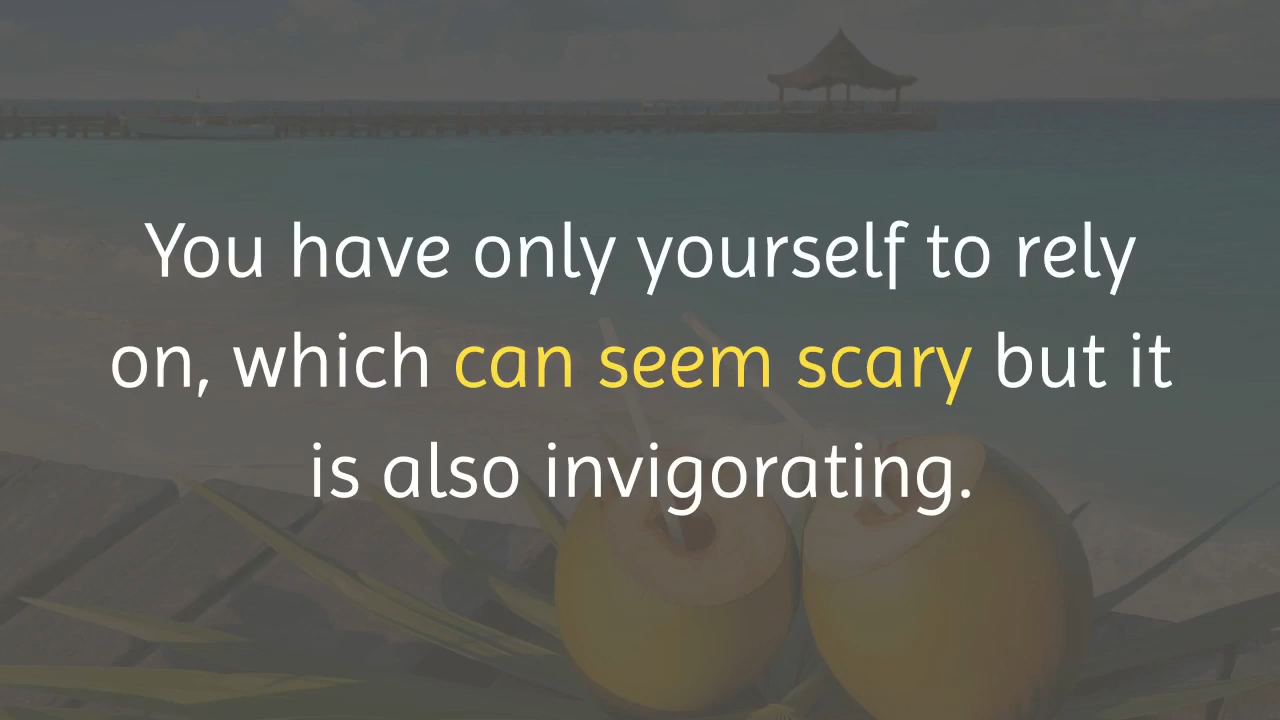 You have only yourself to rely
on, which can seem scary but it
is also invigorating.